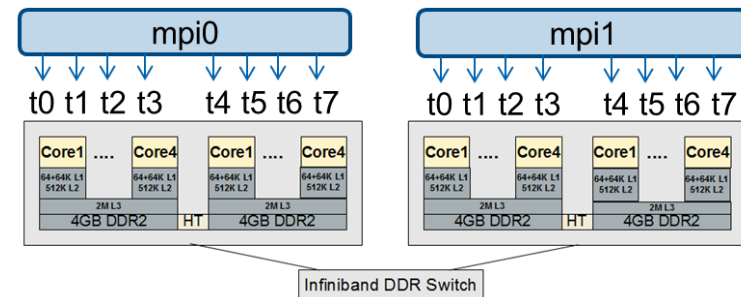 mpi0
mpi1
t0 t1 t2 t3 t4 t5 t6 t7
t0 t1 t2 t3 t4 t5 t6 t7
Core1 .... Core4 Core1 .... Core4
Core1 .... Core4 Core1 .... Core4
64+64K L1 64+64K L1 64+64K L1 64+64K L1
512K L2 512K L2 512K L2 512K L2
64+64K L1 64+64K L1 64+64K L1 64+64K L1
512K L2 512K L2 512K L2 512K L2
2M L3 2M L3
2M L3 2M L3
4GB DDR2 HT 4GB DDR2
4GB DDR2 HT 4GB DDR2
Infiniband DDR Switch